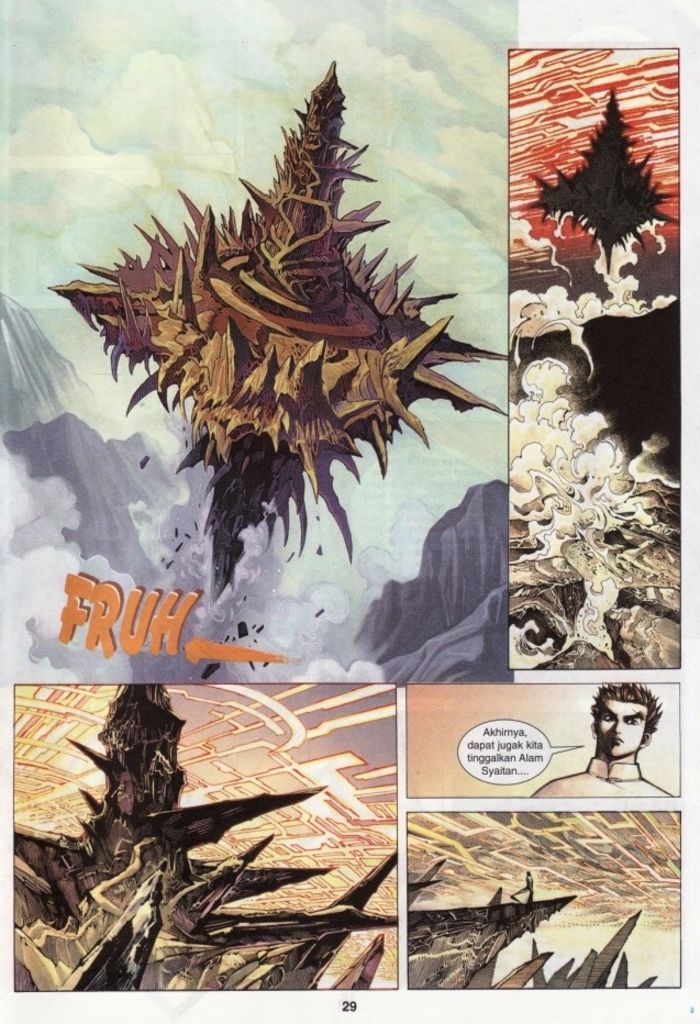 FRUH
Akhirnya,
dapat jugak kita
tinggalkan Alam
Syaitan....
29